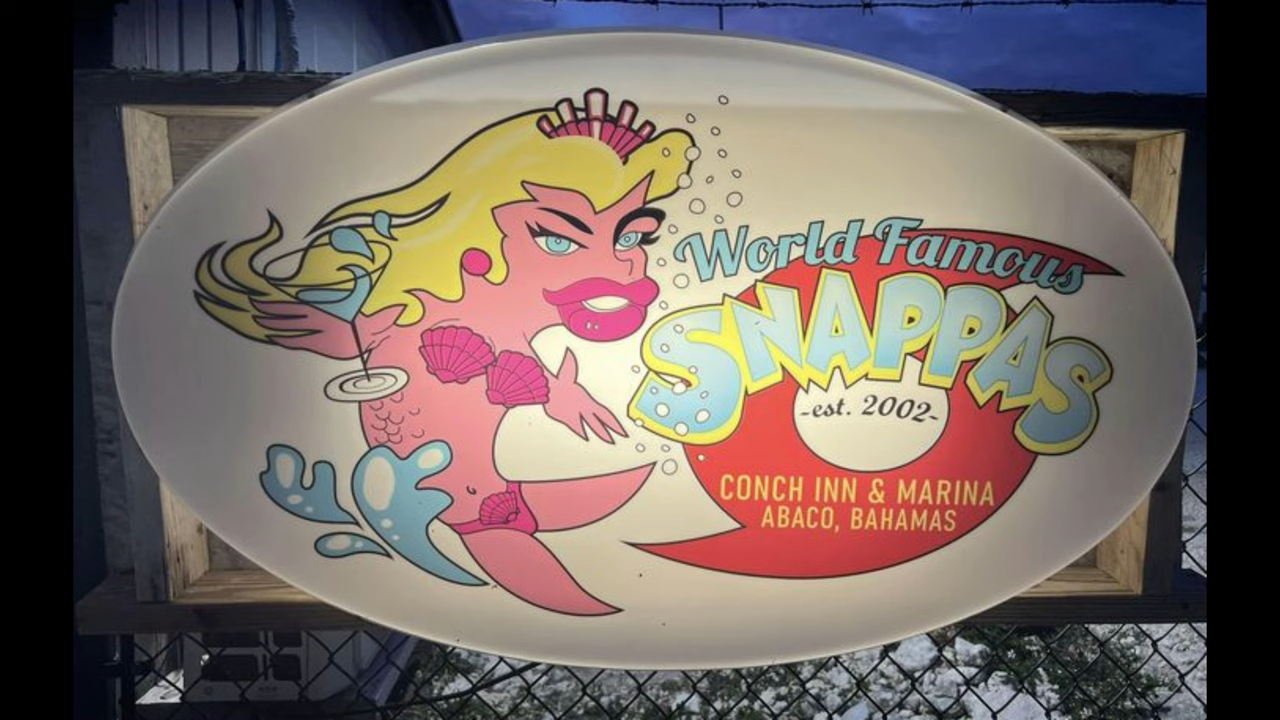 World Famous
SNAPPAS
-est. 2002-
CONCH INN & MARINA
ABACO, BAHAMAS